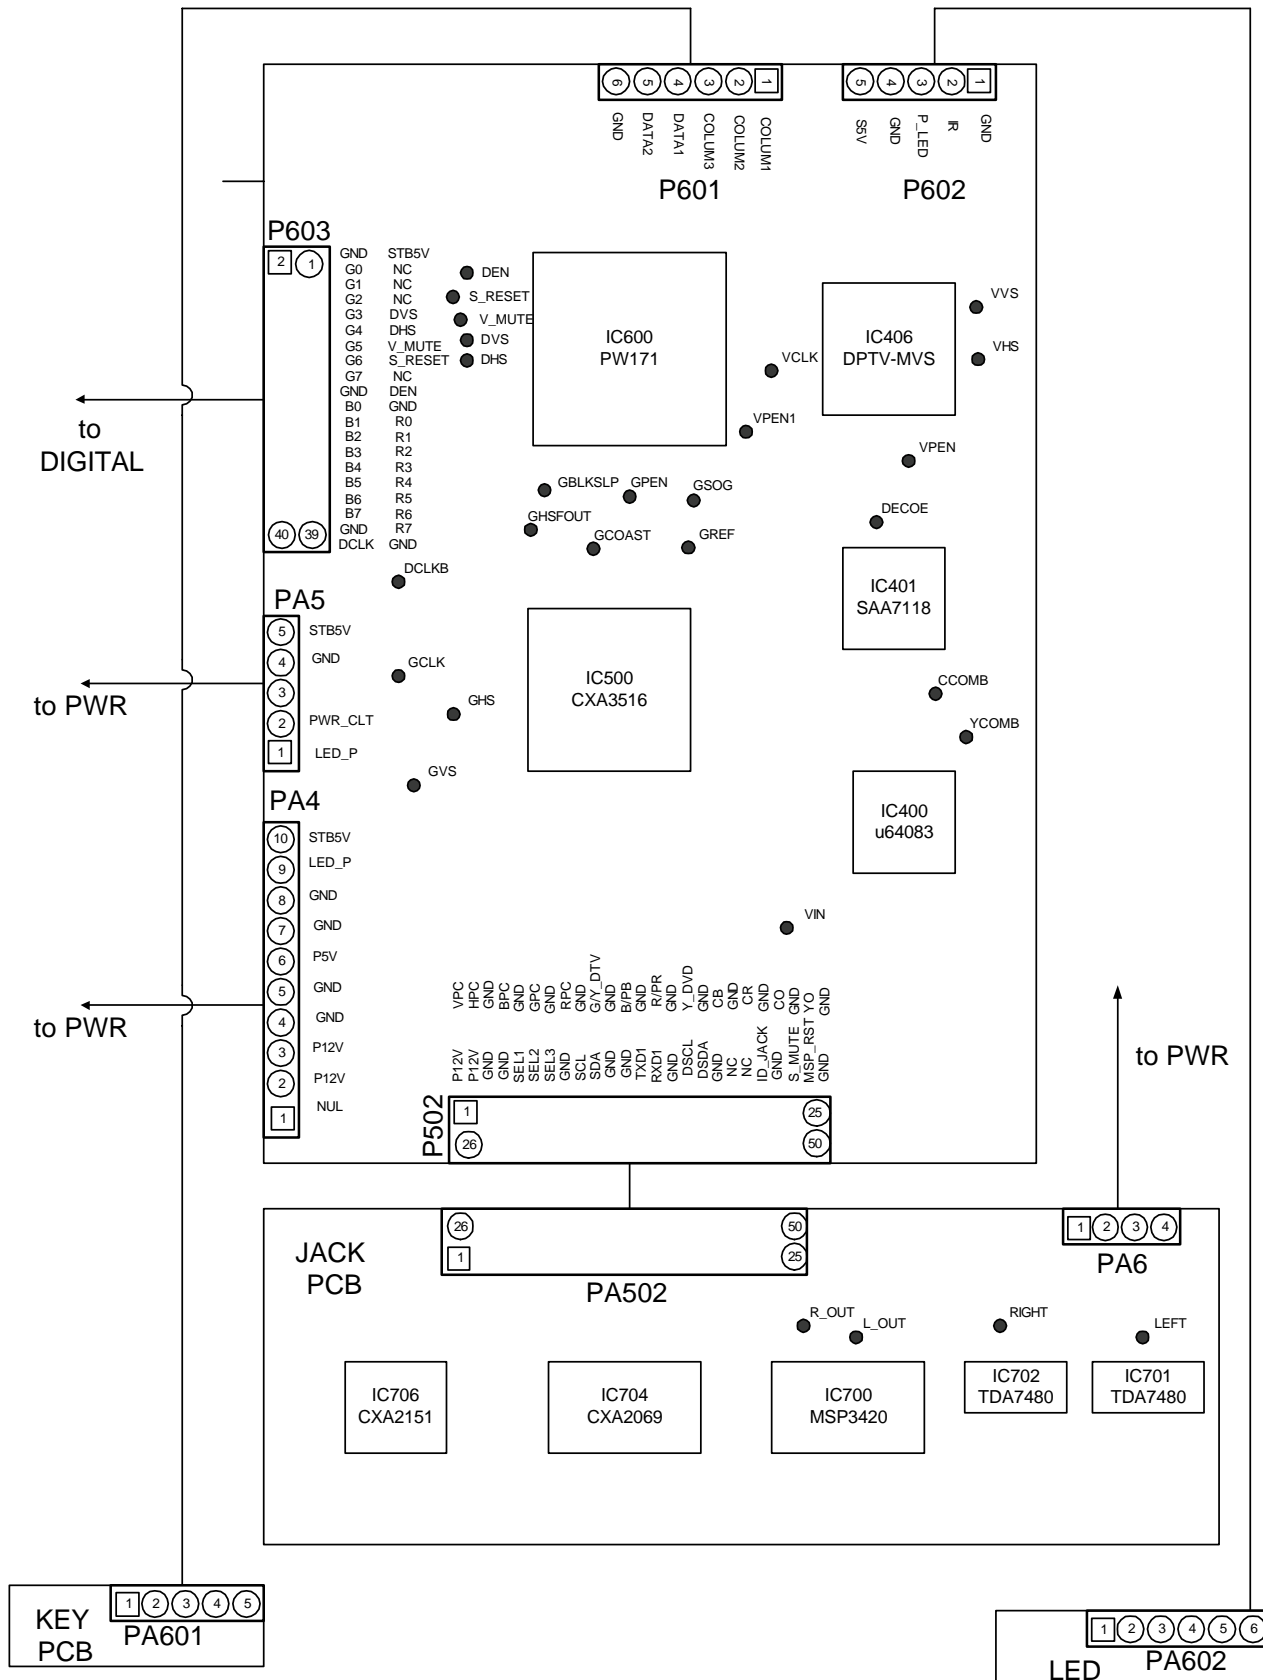 6 5 4 3 2 1
GND DATA2 DATA1 COLUM3 COLUM2 COLUM1
P601
5 4 3 2 1
S5V GND P_LED IR GND
P602
P603
2 1
GND STB5V
G0 NC
G1 NC
G2 NC
G3 DVS
G4 DHS
G5 V_MUTE
G6 S_RESET
G7 NC
GND DEN
B0 GND
B1 R0
B2 R1
B3 R2
B4 R3
B5 R4
B6 R5
B7 R6
GND R7
DCLK GND
40 39
DEN
S_RESET
V_MUTE
DVS
DHS
IC600
PW171
IC406
DPTV-MVS
VVS
VHS
VCLK
VPEN1
VPEN
DECOE
to
DIGITAL
GBLKSLP
GPEN
GSOG
GHSFOUT
GCOAST
GREF
DCLKB
IC401
SAA7118
PA5
5 STB5V
4 GND
3
2 PWR_CLT
1 LED_P
to PWR
GCLK
GHS
GVS
IC500
CXA3516
CCOMB
YCOMB
IC400
u64083
PA4
10 STB5V
9 LED_P
8 GND
7 GND
6 P5V
5 GND
4 GND
3 P12V
2 P12V
1 NUL
to PWR
VIN
VPC HPC GND BPC GND GPC GND RPC GND G/Y_DTV GND B/PB GND R/PR GND Y_DVD GND CB GND CR GND CO GND YO GND
P12V P12V GND GND SEL1 SEL2 SEL3 GND SCL SDA GND GND TXD1 RXD1 GND DSCL DSDA GND NC NC ID_JACK GND S_MUTE MSP_RST GND
P502
1 25
26 50
to PWR
JACK
PCB
26 50
1 25
PA502
1 2 3 4
PA6
R_OUT
L_OUT
RIGHT
LEFT
IC706
CXA2151
IC704
CXA2069
IC700
MSP3420
IC702
TDA7480
IC701
TDA7480
KEY
PCB
1 2 3 4 5
PA601
1 2 3 4 5 6
PA602
LED